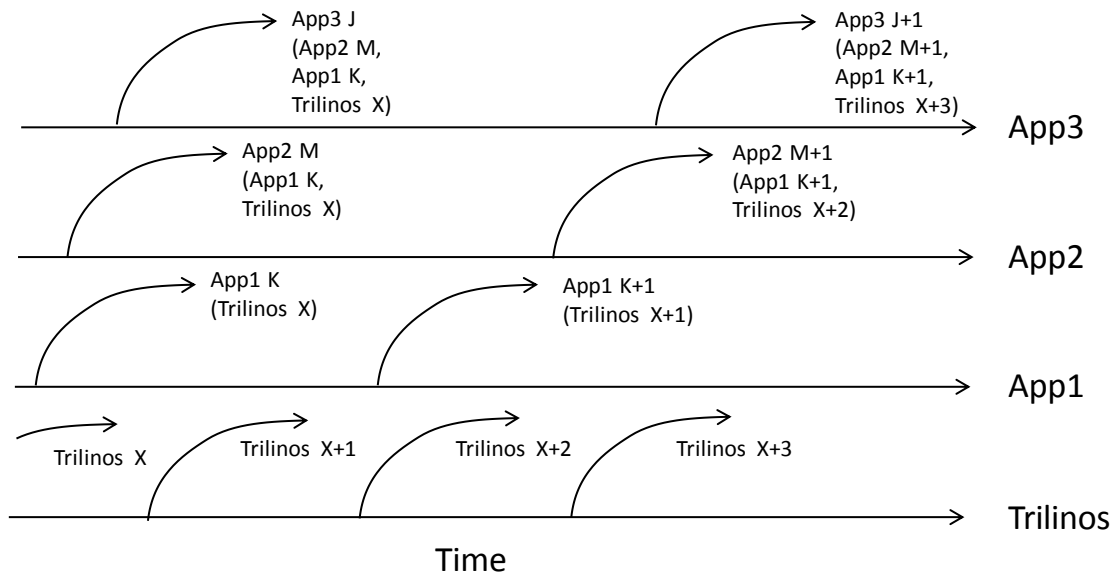 App3 J
(App2 M,
App1 K,
Trilinos X)
App3 J+1
(App2 M+1,
App1 K+1,
Trilinos X+3)
App3
App2 M
(App1 K,
Trilinos X)
App2 M+1
(App1 K+1,
Trilinos X+2)
App2
App1 K
(Trilinos X)
App1 K+1
(Trilinos X+1)
App1
Trilinos X
Trilinos X+1
Trilinos X+2
Trilinos X+3
Trilinos
Time